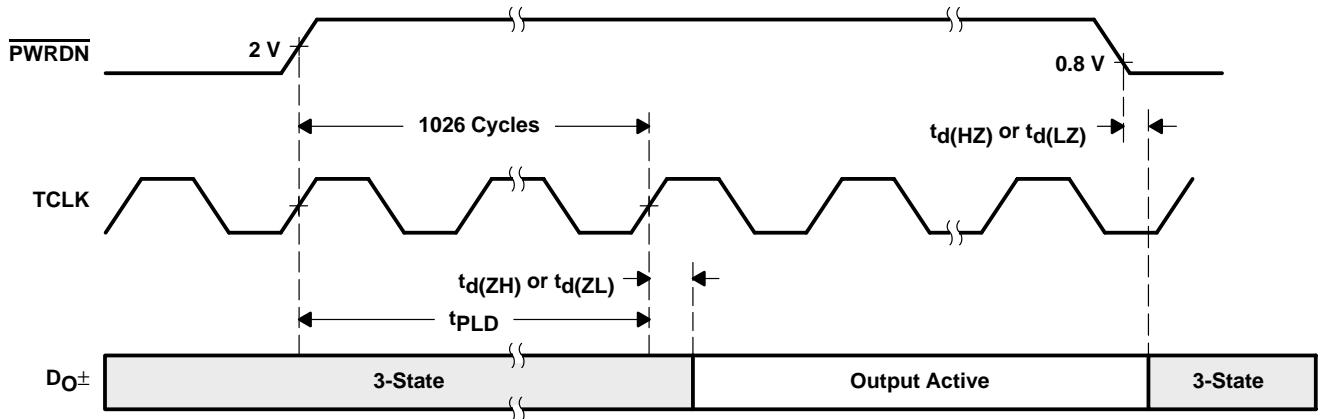 PWRDN
2 V
0.8 V
1026 Cycles
td(HZ) or td(LZ)
TCLK
td(ZH) or td(ZL)
tPLD
DO±
3-State
Output Active
3-State